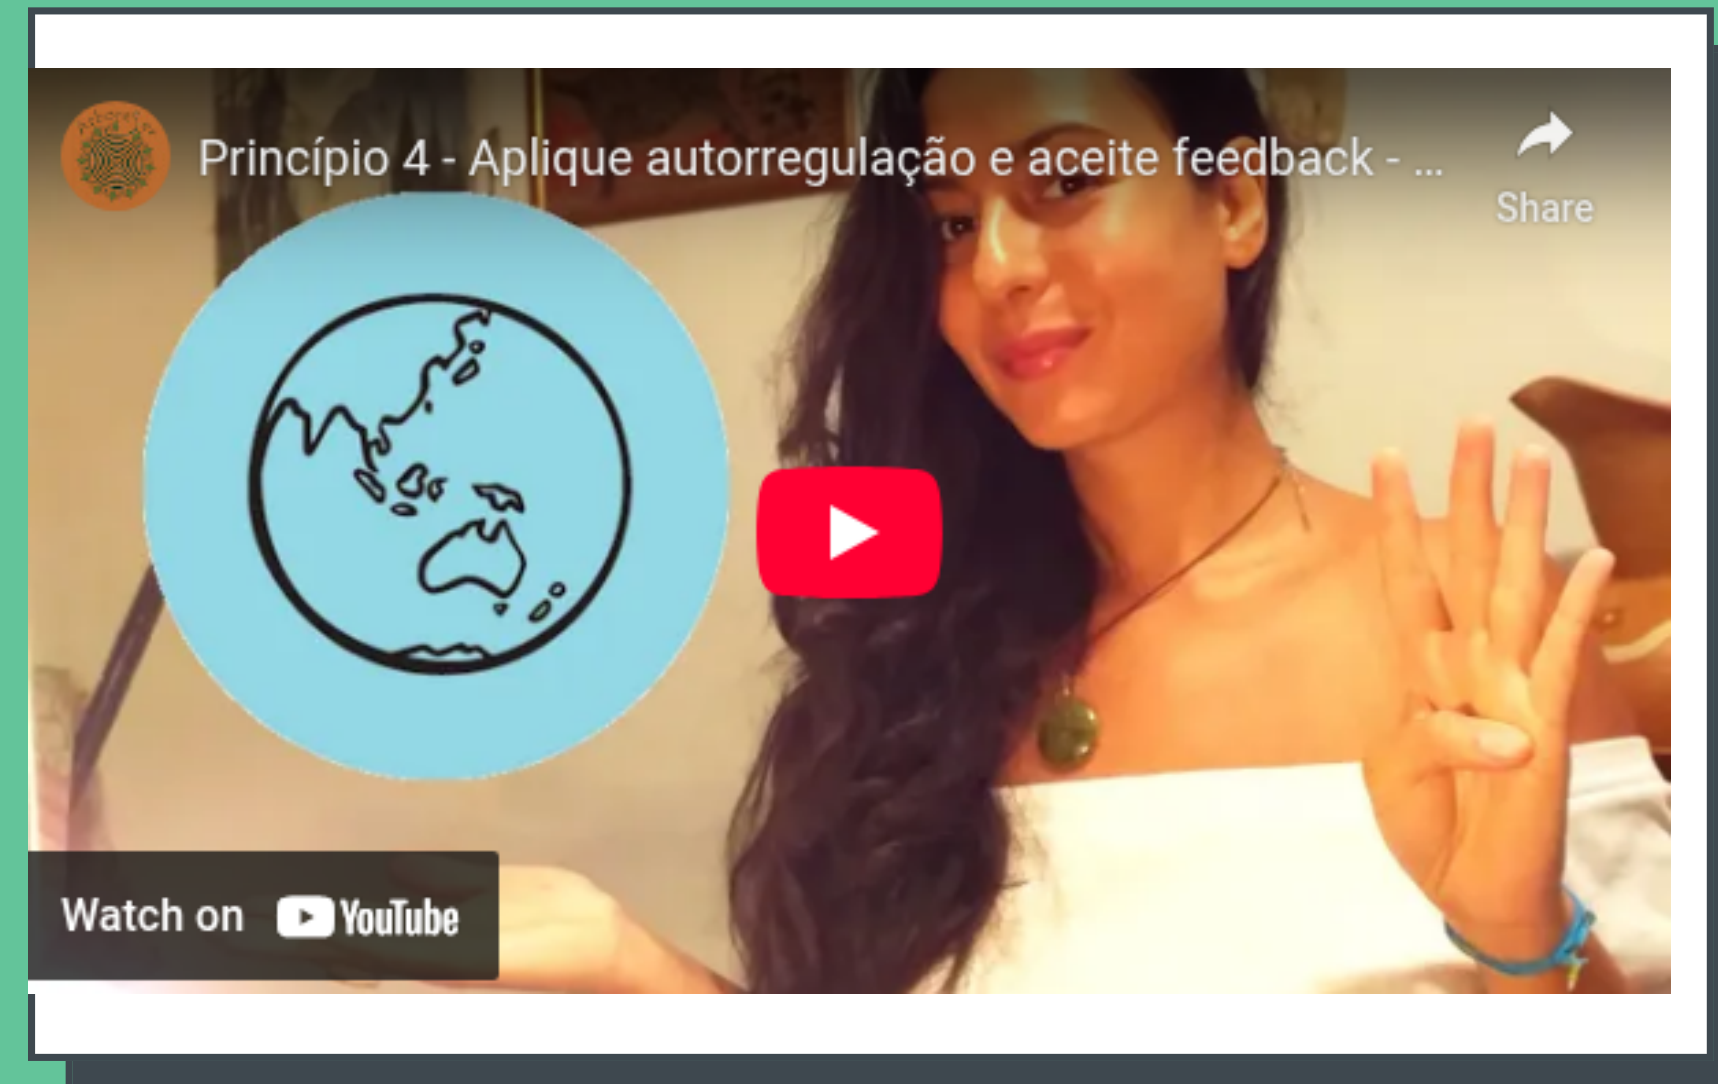 Princípio 4 - Aplique autorregulação e aceite feedback - ...
Share
Watch on YouTube